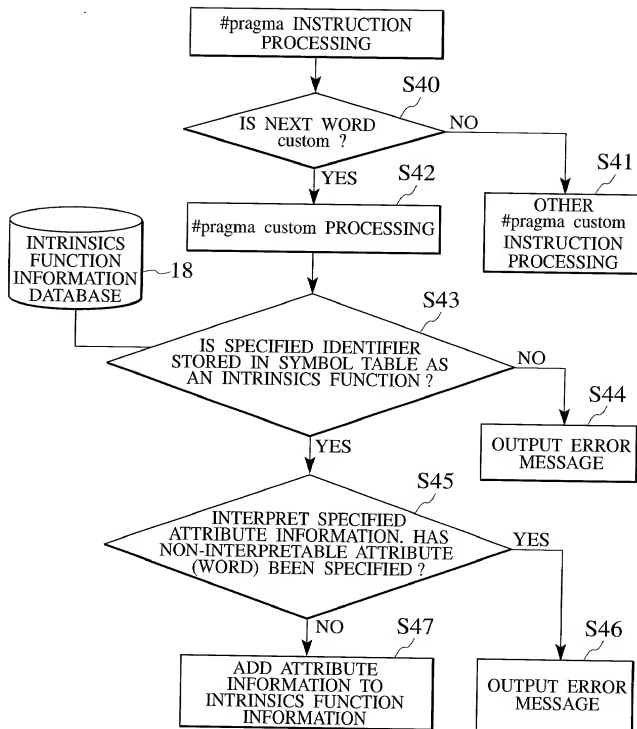 #pragma INSTRUCTION
PROCESSING
S40
IS NEXT WORD
custom ?
NO
YES
S41
OTHER
#pragma custom
INSTRUCTION
PROCESSING
S42
#pragma custom PROCESSING
INTRINSICS
FUNCTION
INFORMATION
DATABASE
18
S43
IS SPECIFIED IDENTIFIER
STORED IN SYMBOL TABLE AS
AN INTRINSICS FUNCTION ?
NO
YES
S44
OUTPUT ERROR
MESSAGE
S45
INTERPRET SPECIFIED
ATTRIBUTE INFORMATION. HAS
NON-INTERPRETABLE ATTRIBUTE
(WORD) BEEN SPECIFIED ?
YES
NO
S46
OUTPUT ERROR
MESSAGE
S47
ADD ATTRIBUTE
INFORMATION TO
INTRINSICS FUNCTION
INFORMATION